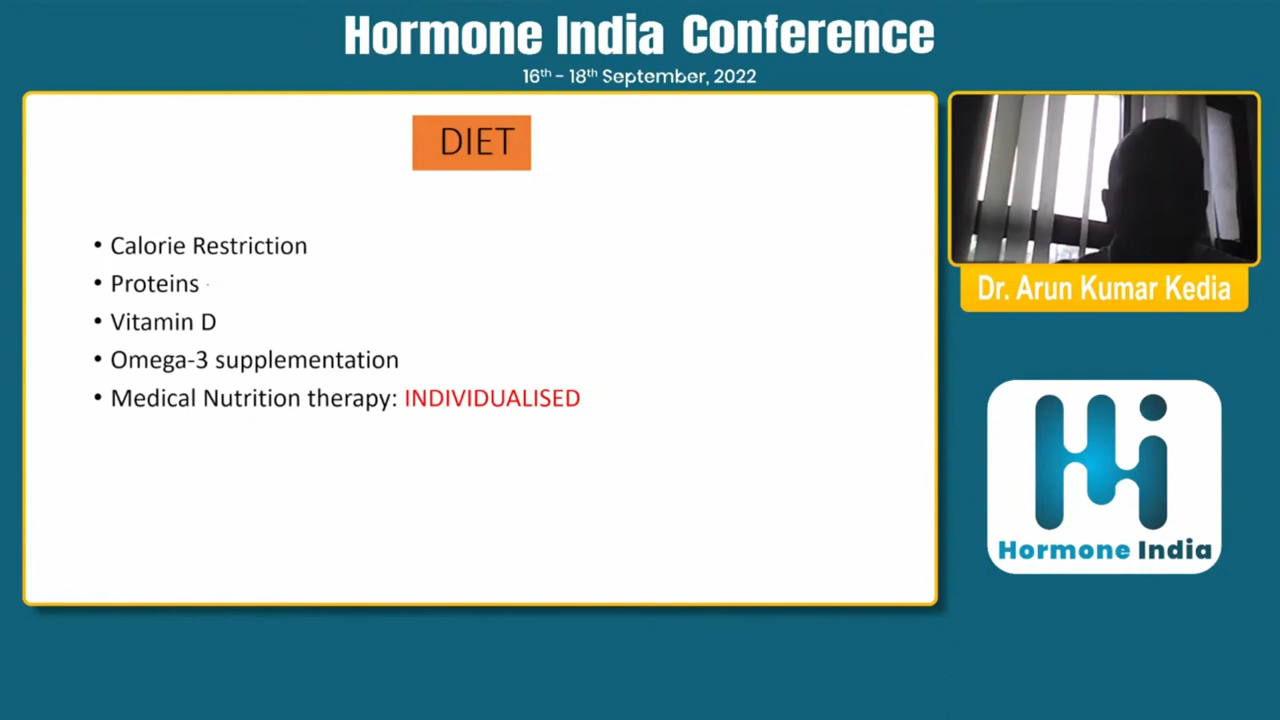 Hormone India Conference
16th - 18th September, 2022
DIET
• Calorie Restriction
• Proteins
• Vitamin D
• Omega-3 supplementation
• Medical Nutrition therapy: INDIVIDUALISED
Dr. Arun Kumar Kedia
Hi
Hormone India